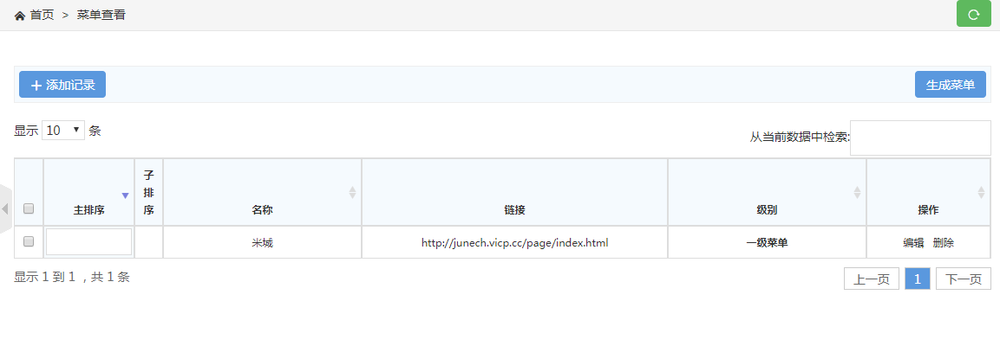 首页 > 菜单查看
添加记录
生成菜单
显示 10 条
从当前数据中检索:
主排序 子排序 名称 链接 级别 操作
米城 http://junech.vicp.cc/page/index.html 一级菜单 编辑 删除
显示 1 到 1 ，共 1 条
上一页 1 下一页